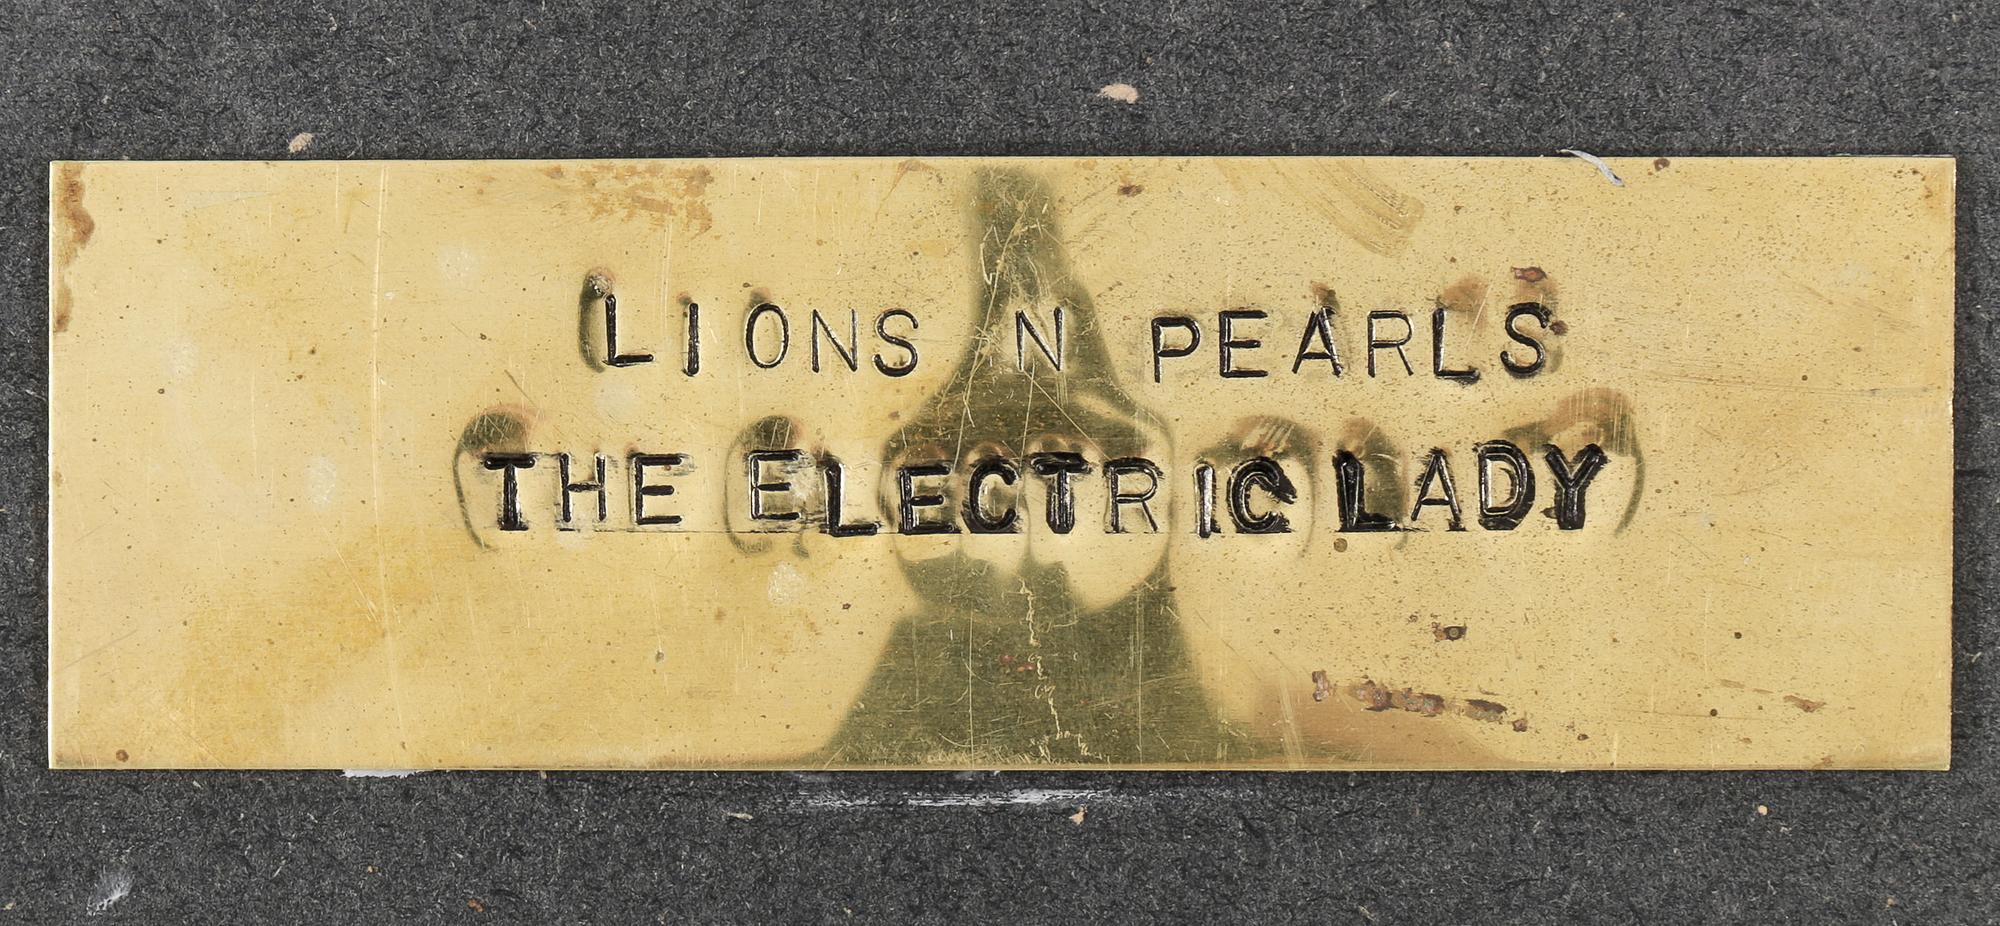 LIONS N PEARLS
THE ELECTRIC LADY